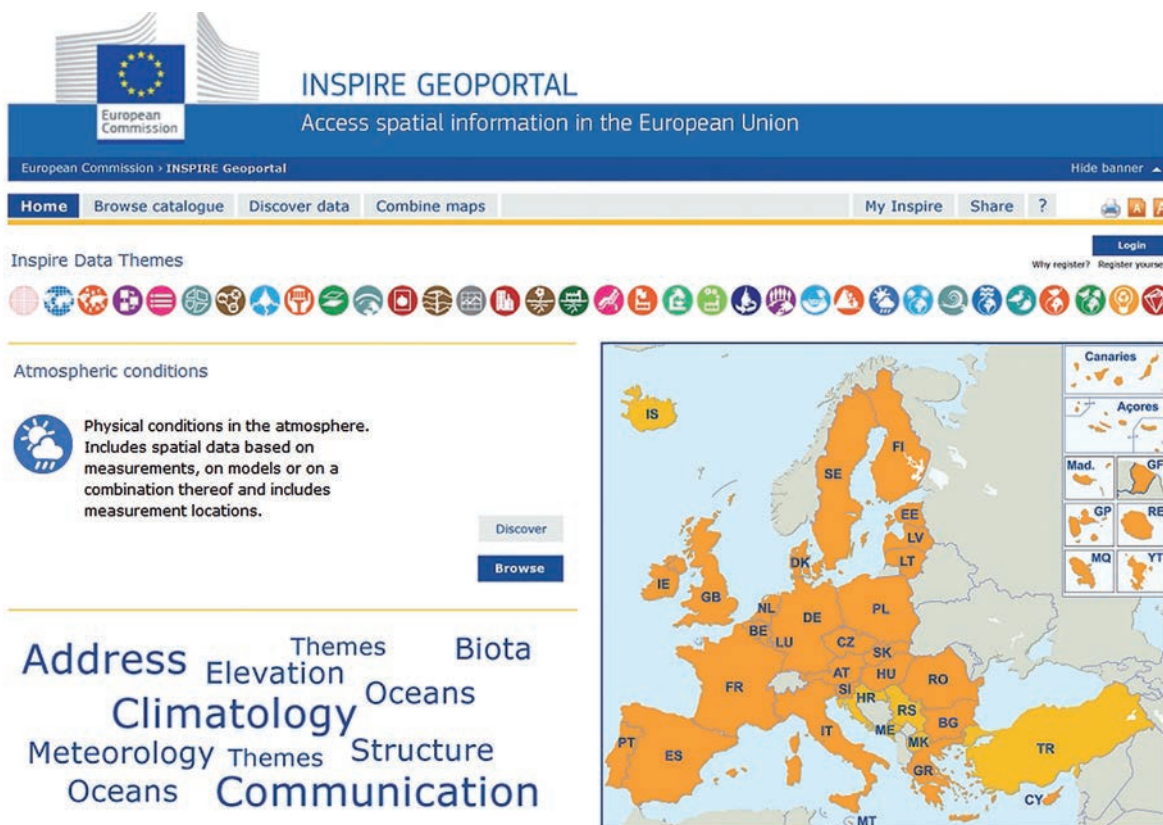 INSPIRE GEOPORTAL
European
Commission
Access spatial information in the European Union
European Commission › INSPIRE Geoportal
Hide banner
Home Browse catalogue Discover data Combine maps My Inspire Share ?
Login
Inspire Data Themes
Why register? Register yourse
Atmospheric conditions
Physical conditions in the atmosphere.
Includes spatial data based on
measurements, on models or on a
combination thereof and includes
measurement locations.
Discover
Browse
Themes Biota
Address Elevation
Climatology Oceans
Meteorology Themes Structure
Oceans Communication
Canaries
Açores
Mad. GF
GP RE
MQ YT
IS
FI
SE
EE
LV
LT
DK
IE
GB
NL
DE
PL
BE
LU
CZ
SK
FR
AT
HU
RO
SI
HR
RS
IT
ME
BG
MK
PT
ES
TR
GR
CY
MT